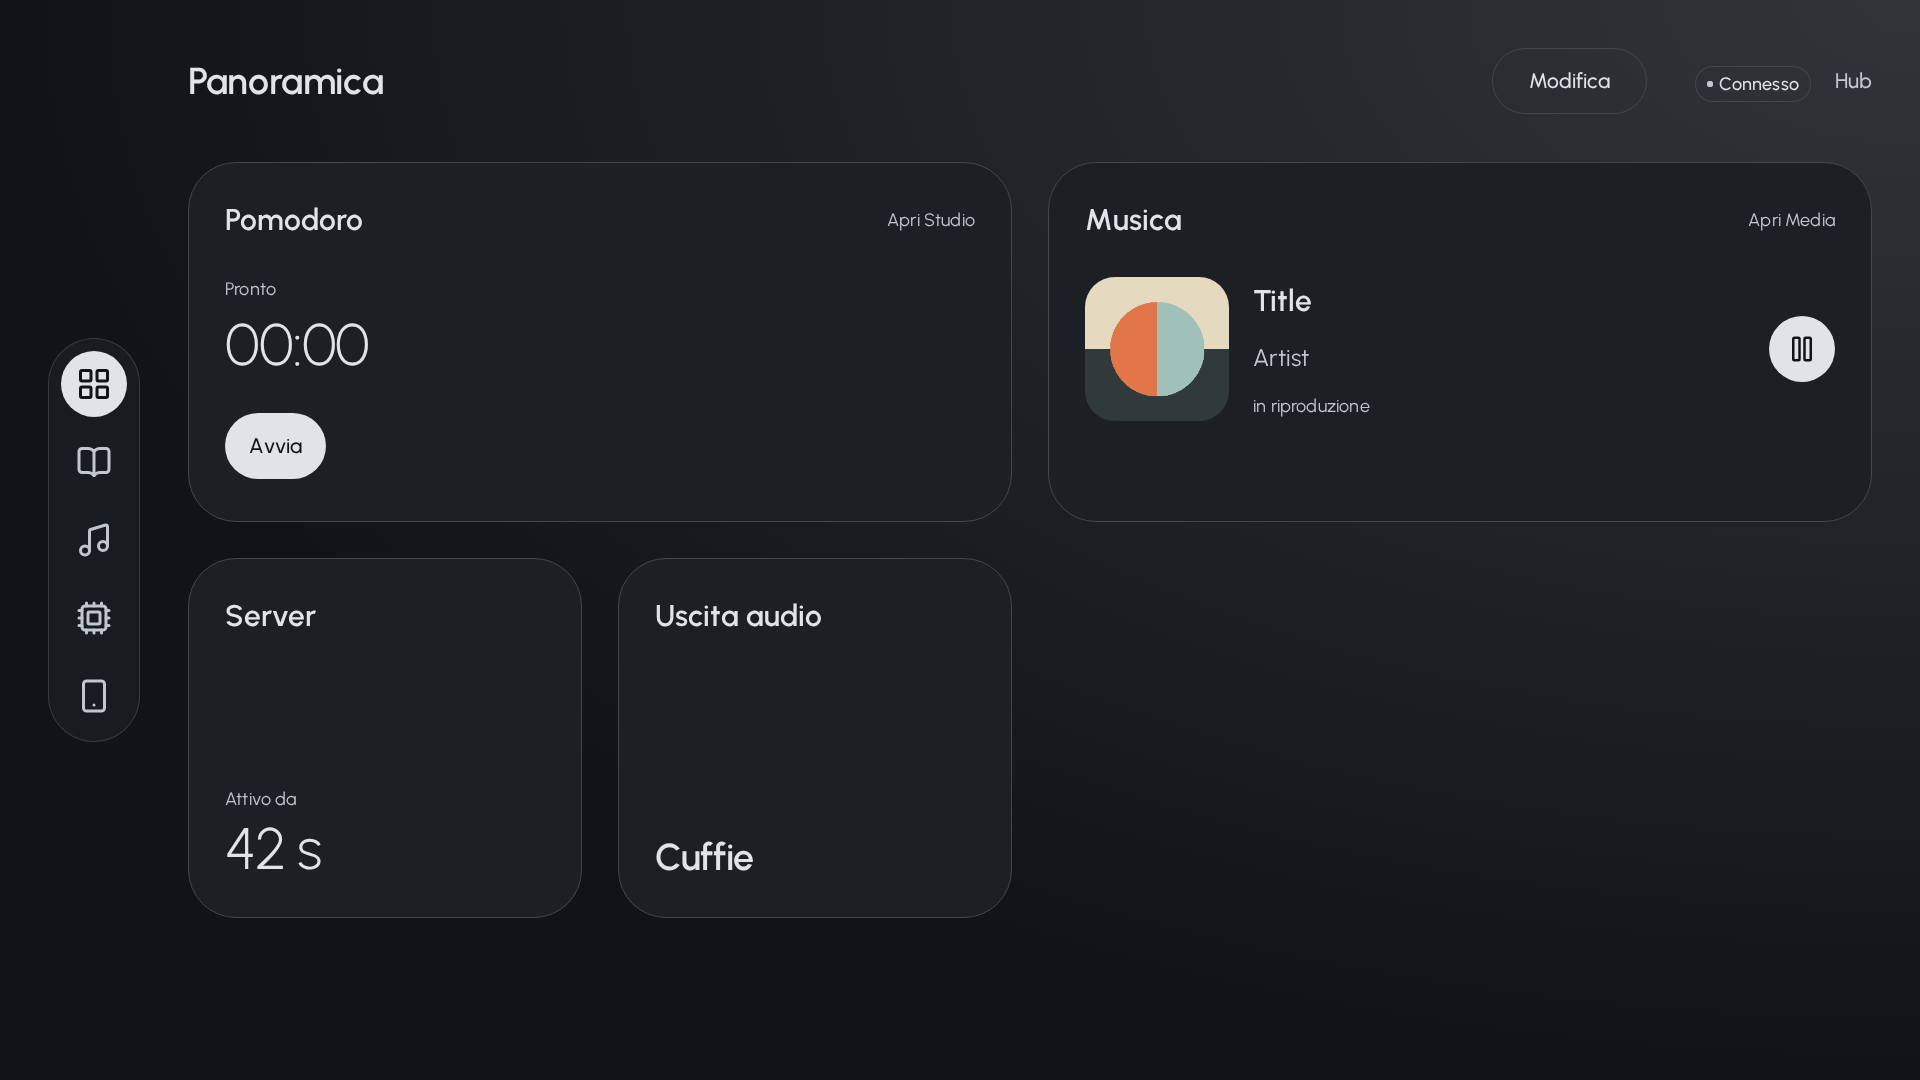 Panoramica
Modifica
Connesso
Hub
Pomodoro
Apri Studio
Pronto
00:00
Avvia
Musica
Apri Media
Title
Artist
in riproduzione
Server
Attivo da
42 s
Uscita audio
Cuffie